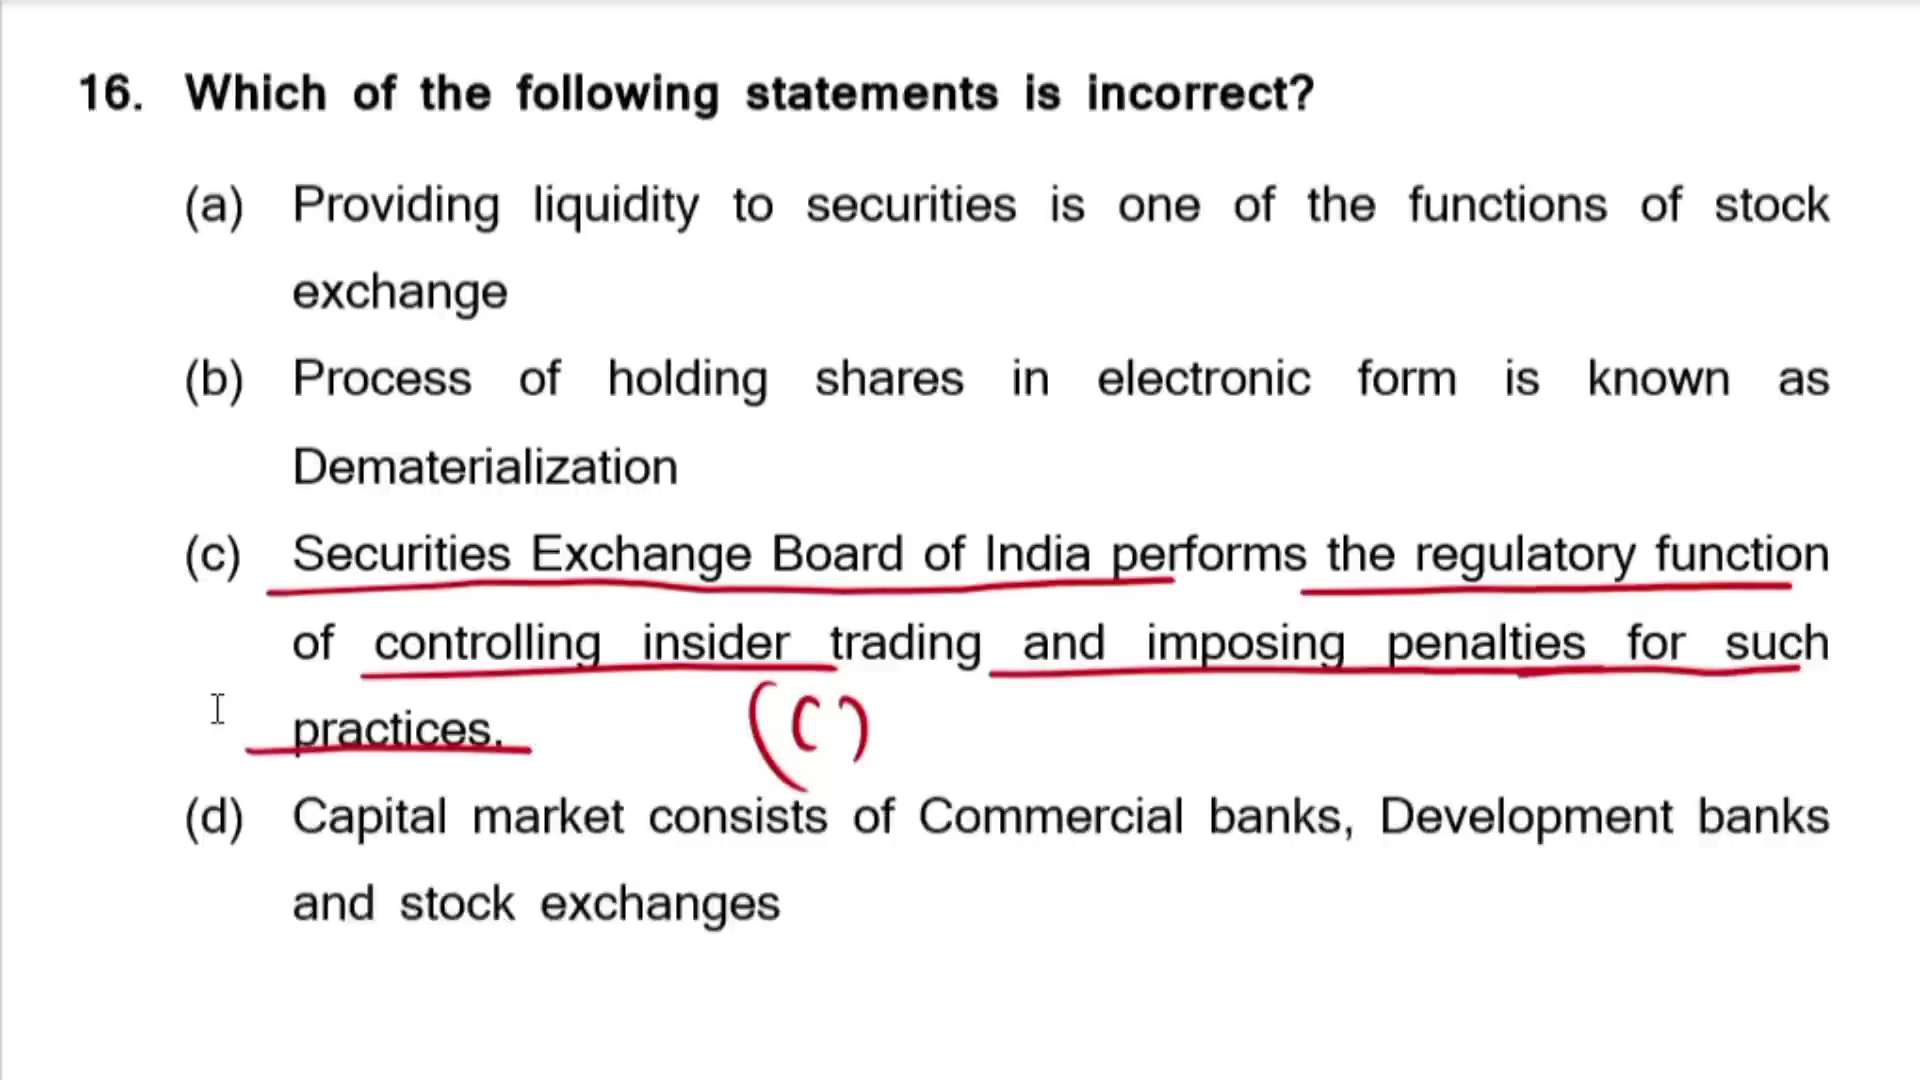 16. Which of the following statements is incorrect?
(a) Providing liquidity to securities is one of the functions of stock
exchange
(b) Process of holding shares in electronic form is known as
Dematerialization
(c) Securities Exchange Board of India performs the regulatory function
of controlling insider trading and imposing penalties for such
practices.
(c)
(d) Capital market consists of Commercial banks, Development banks
and stock exchanges